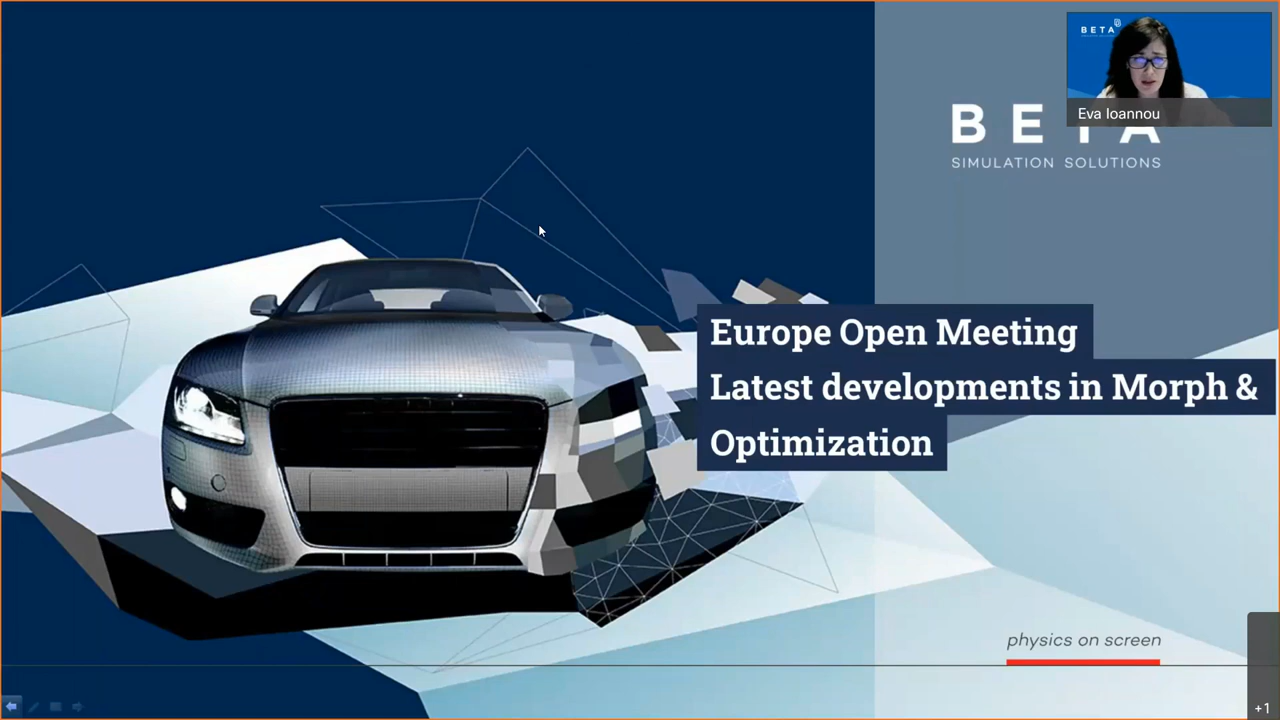 BETA
Eva Ioannou
BETA
SIMULATION SOLUTIONS
Europe Open Meeting
Latest developments in Morph &
Optimization
physics on screen
+1